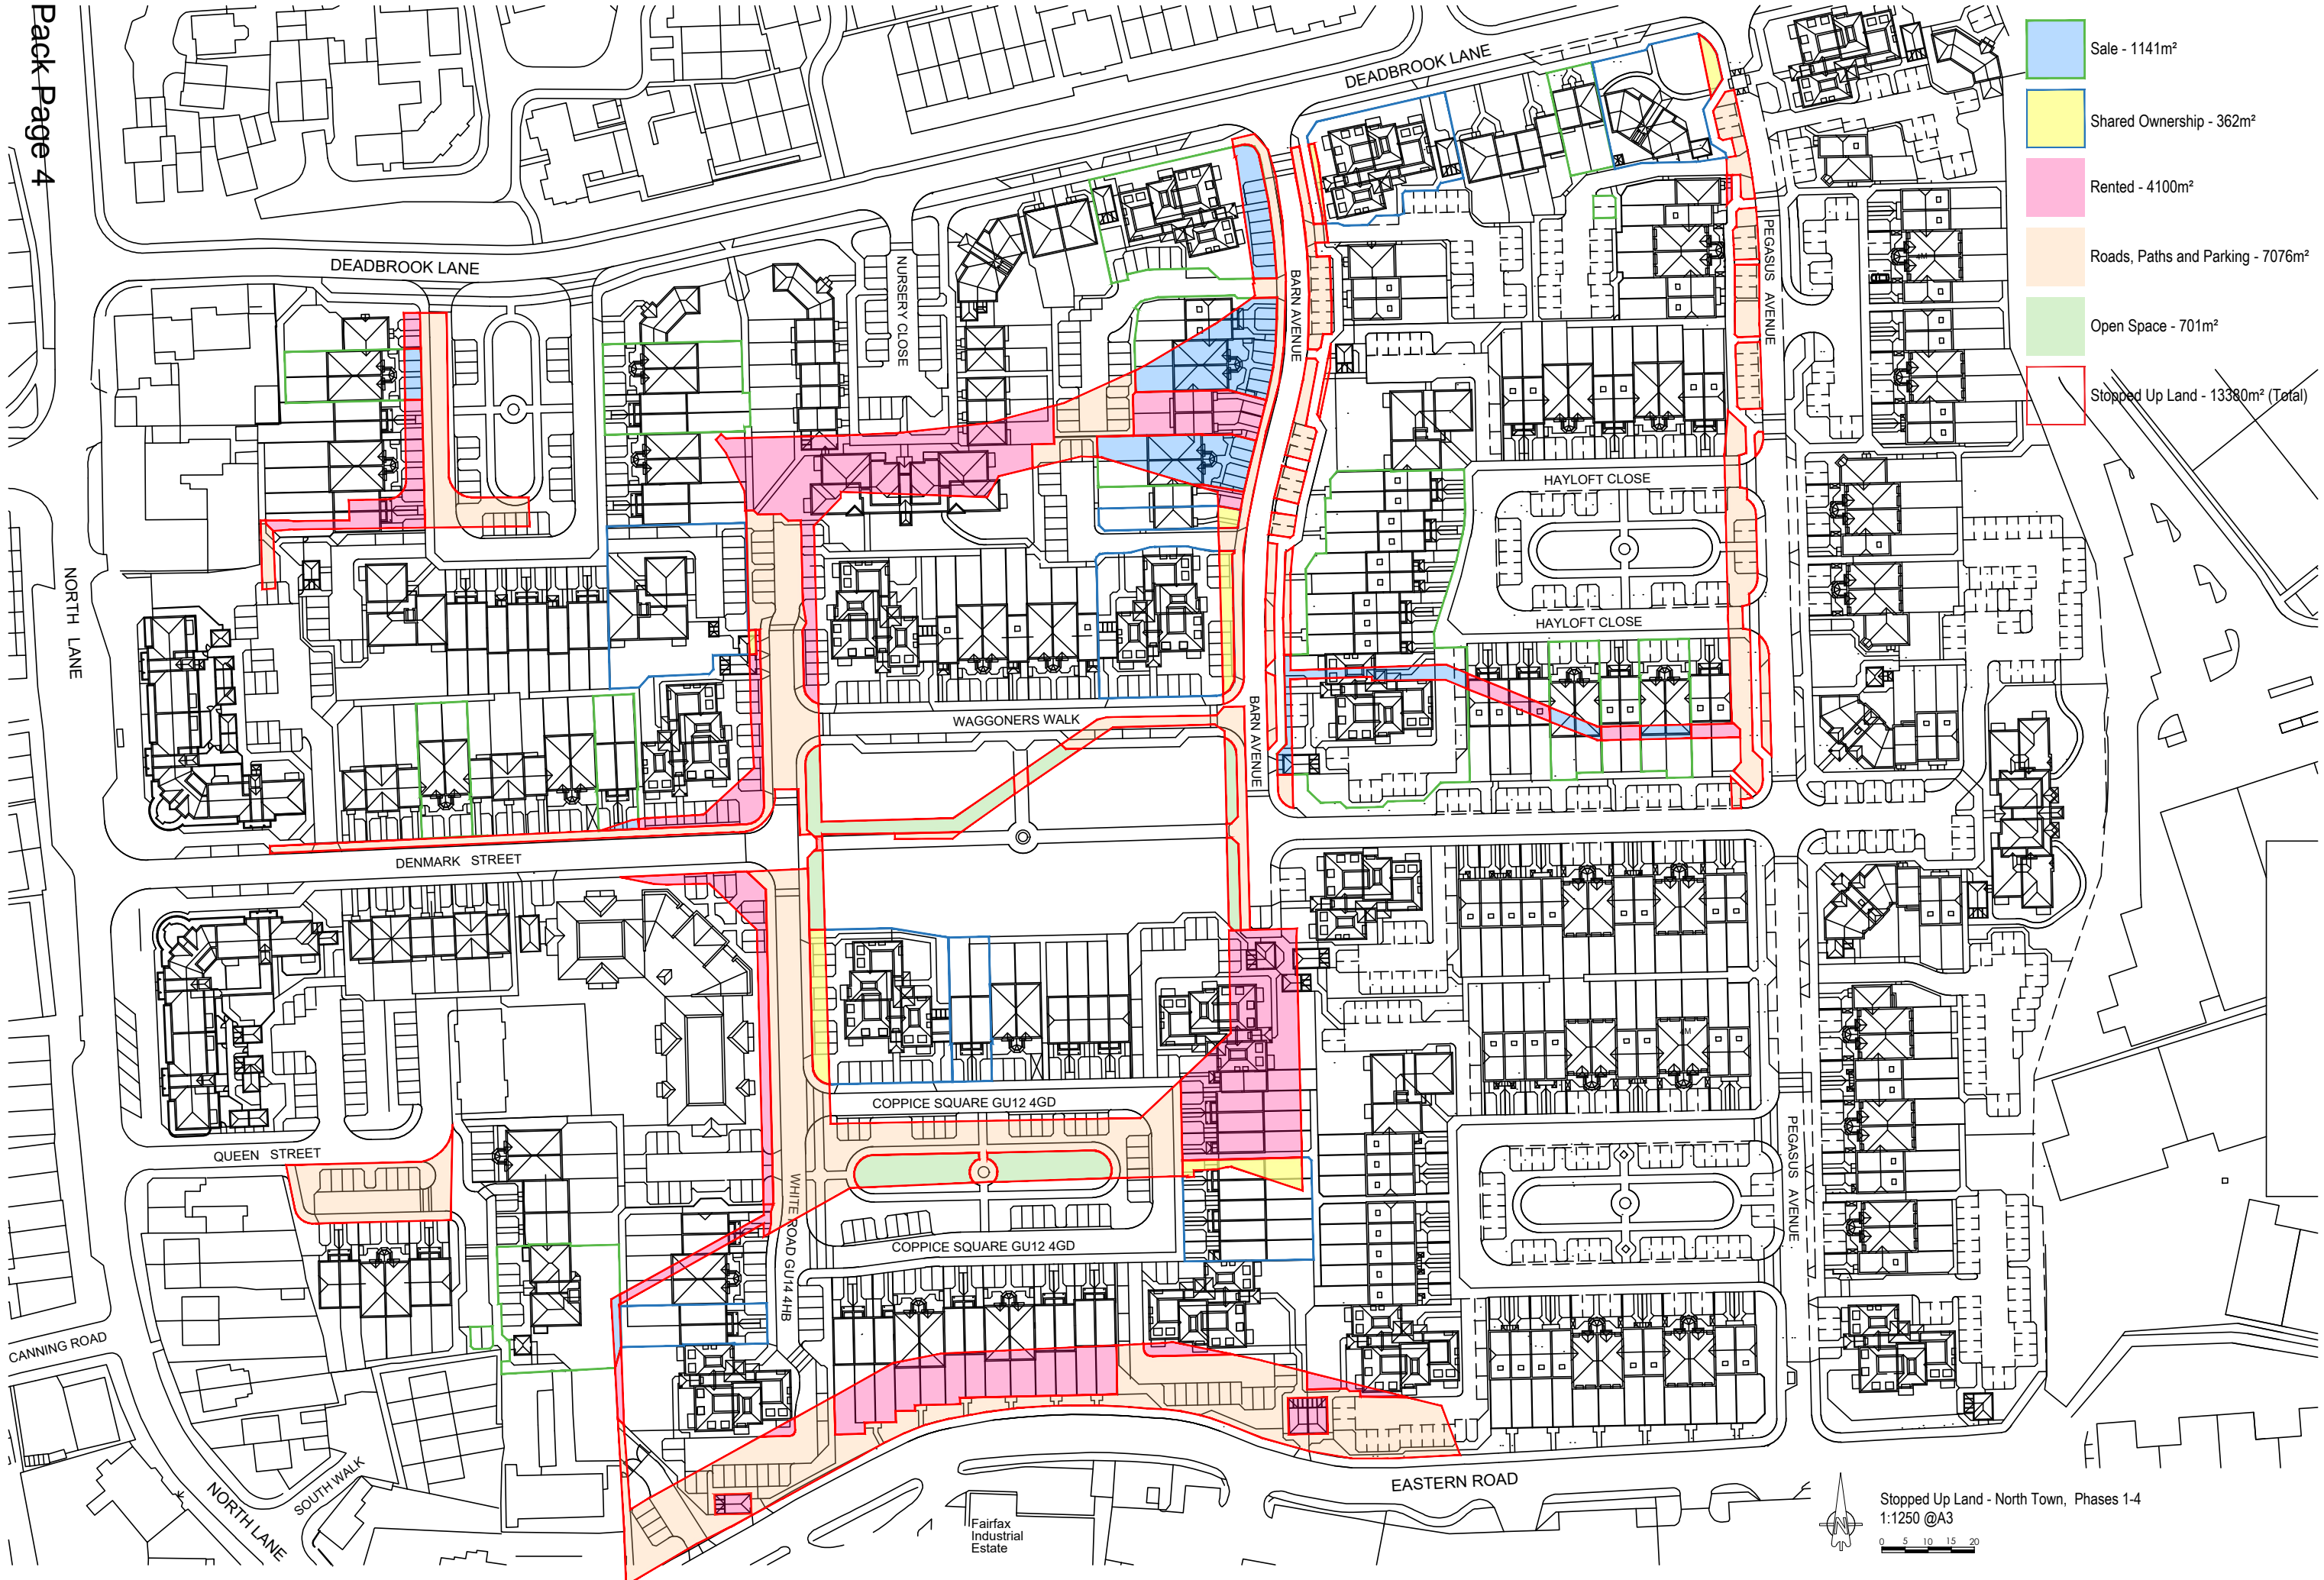 Pack Page 4
DEADBROOK LANE
Sale - 1141m²
Shared Ownership - 362m²
Rented - 4100m²
Roads, Paths and Parking - 7076m²
Open Space - 701m²
Stopped Up Land - 13380m² (Total)
DEADBROOK LANE
NURSERY CLOSE
BARN AVENUE
PEGASUS AVENUE
4M
HAYLOFT CLOSE
HAYLOFT CLOSE
NORTH LANE
WAGGONERS WALK
BARN AVENUE
DENMARK STREET
4M
COPPICE SQUARE GU12 4GD
QUEEN STREET
WHITE ROAD GU14 4HB
PEGASUS AVENUE
COPPICE SQUARE GU12 4GD
CANNING ROAD
SOUTH WALK
NORTH LANE
EASTERN ROAD
Fairfax
Industrial
Estate
N
Stopped Up Land - North Town, Phases 1-4
1:1250 @A3
0 5 10 15 20